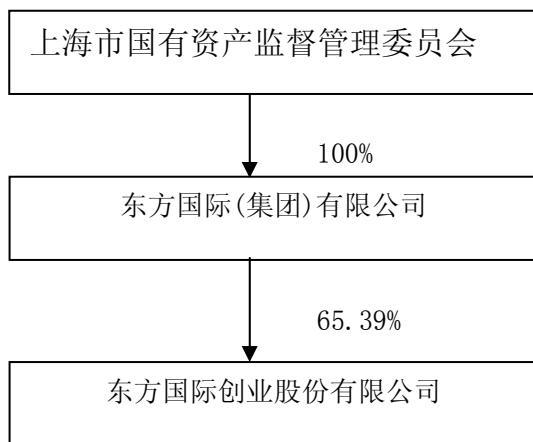 上海市国有资产监督管理委员会
100%
东方国际(集团)有限公司
65.39%
东方国际创业股份有限公司